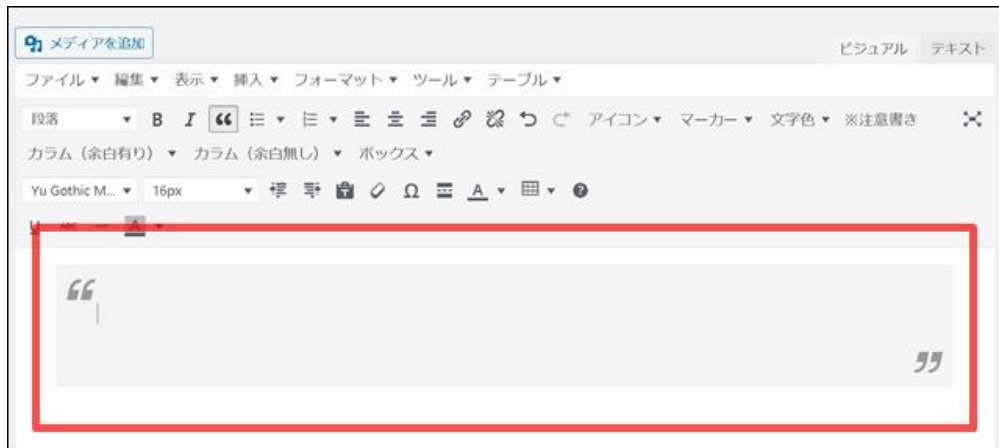 メディアを追加
ビジュアル テキスト
ファイル 編集 表示 挿入 フォーマット ツール テーブル
段落 B I アイコン マーカー 文字色 ※注意書き
カラム（余白有り） カラム（余白無し） ボックス
Yu Gothic M... 16px Ω A
A
“
”